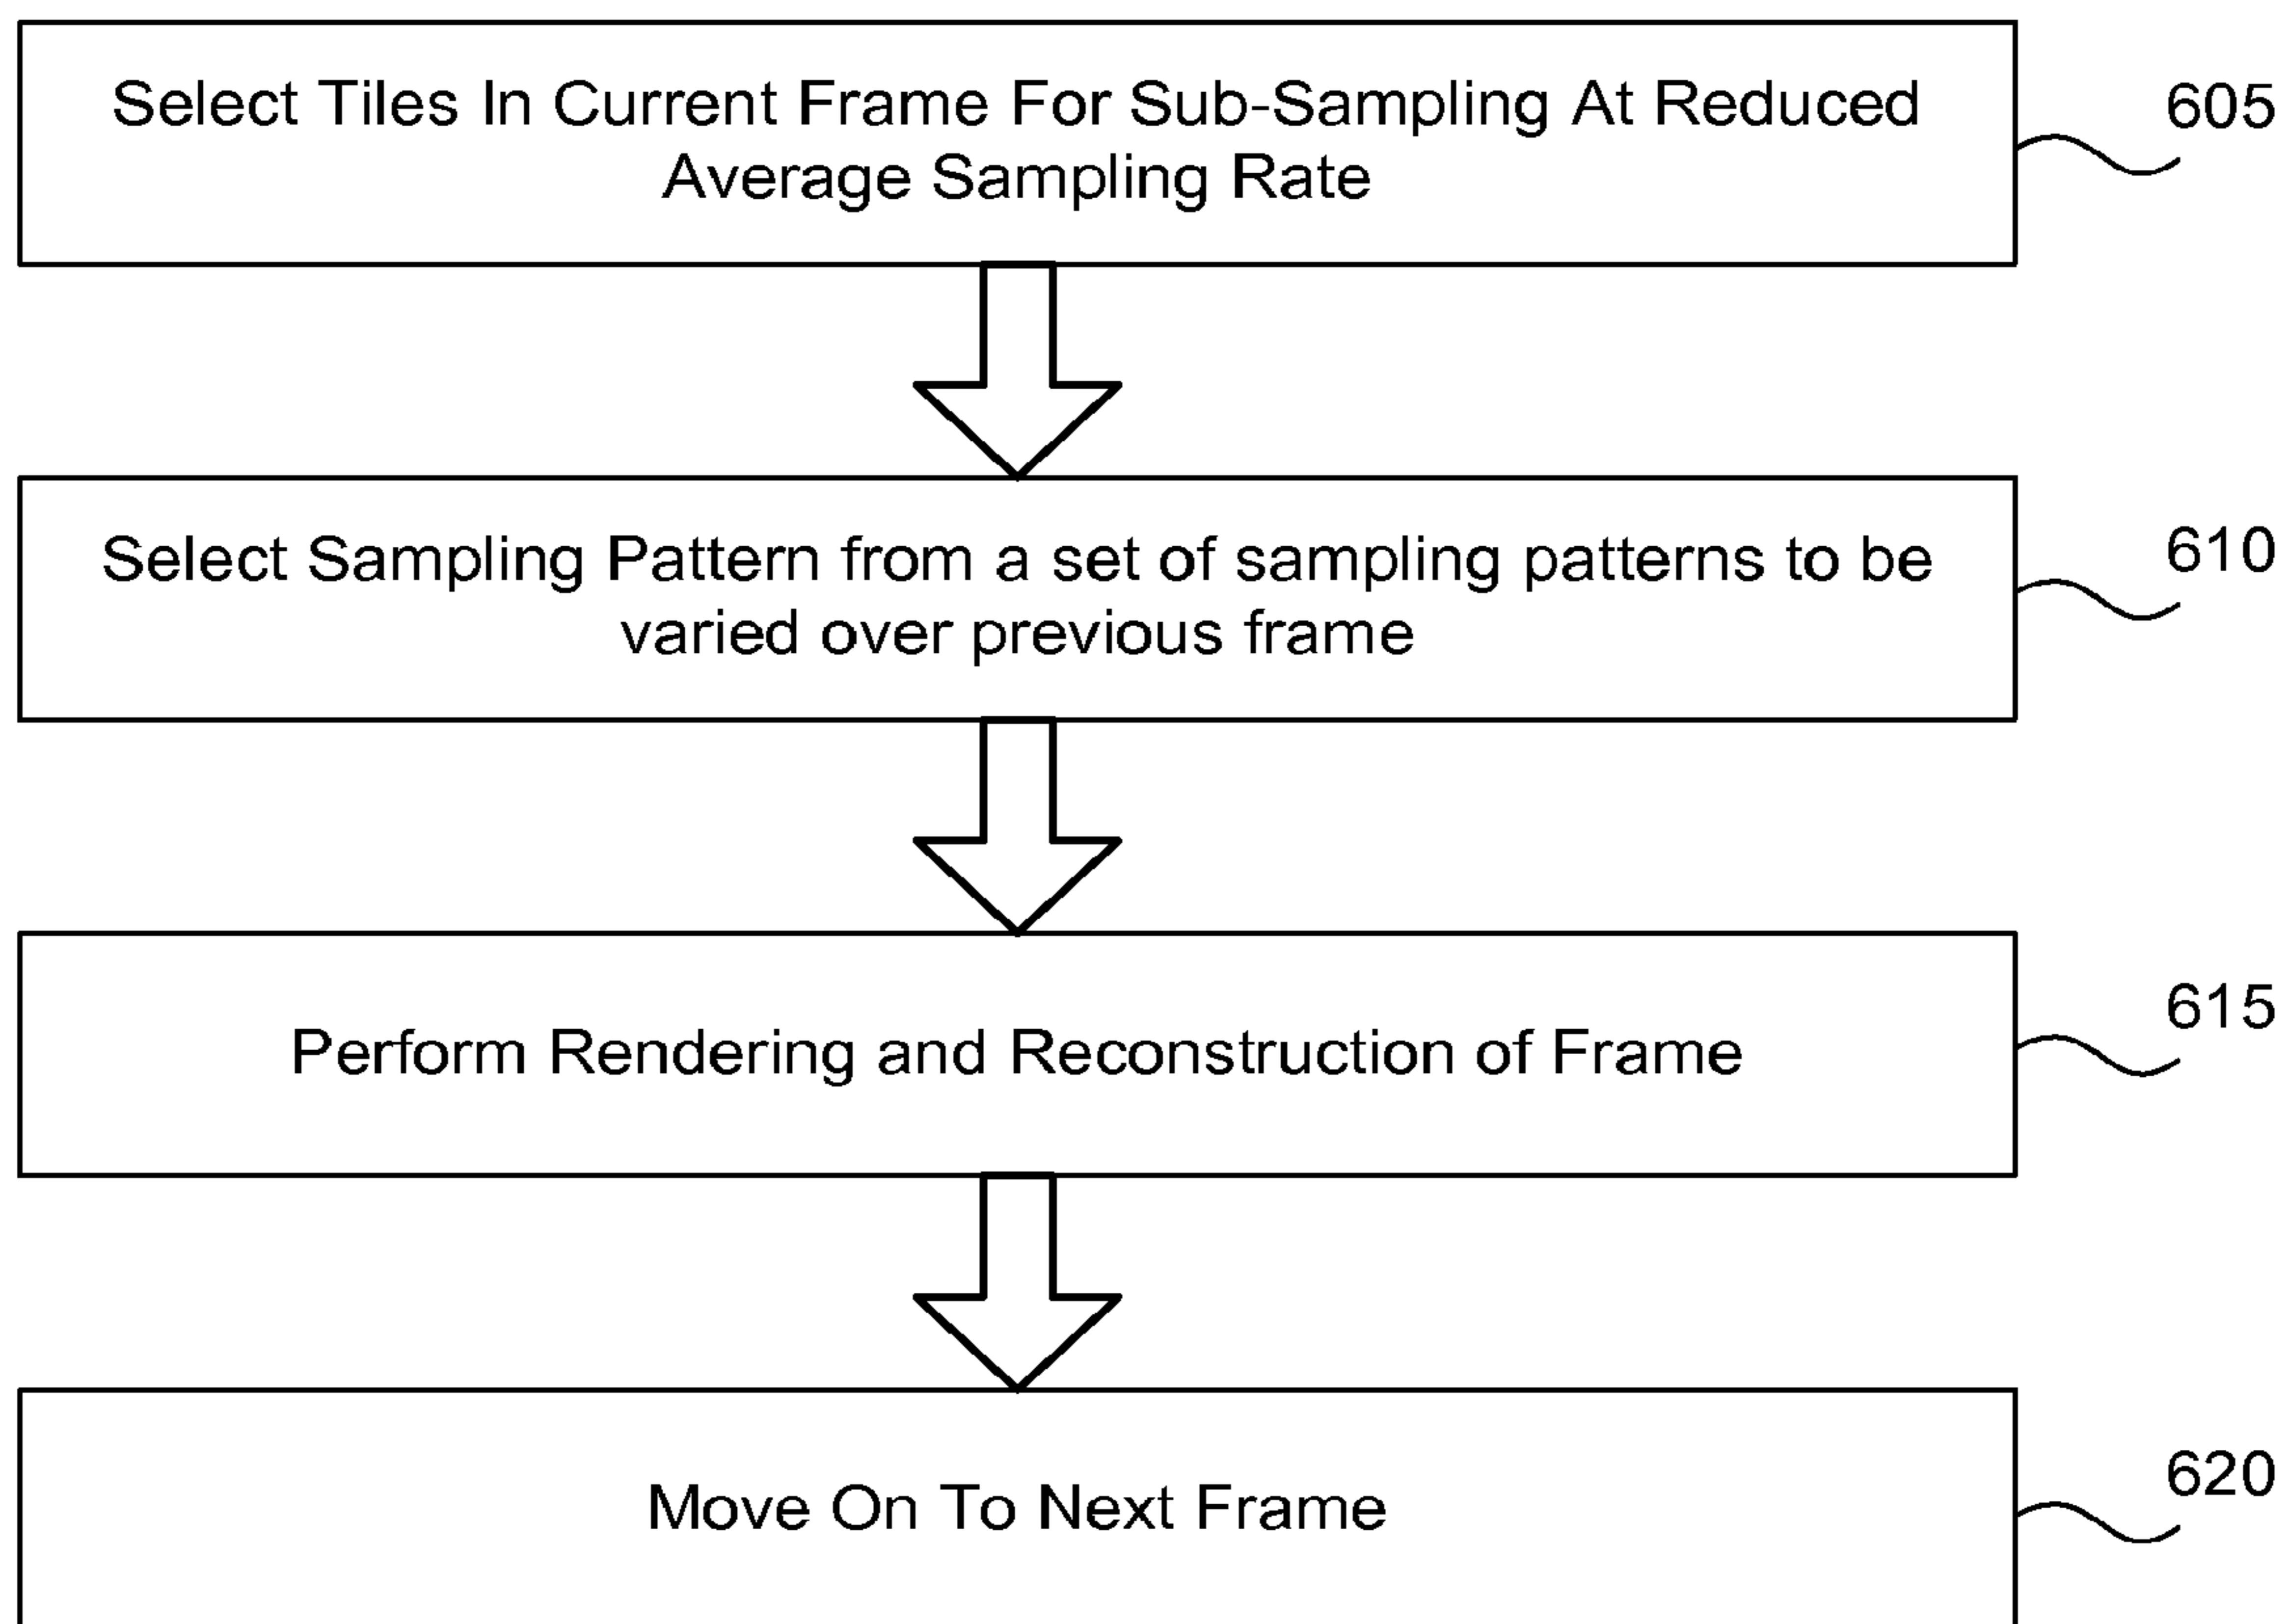 Select Tiles In Current Frame For Sub-Sampling At Reduced
Average Sampling Rate
605
Select Sampling Pattern from a set of sampling patterns to be
varied over previous frame
610
Perform Rendering and Reconstruction of Frame
615
Move On To Next Frame
620